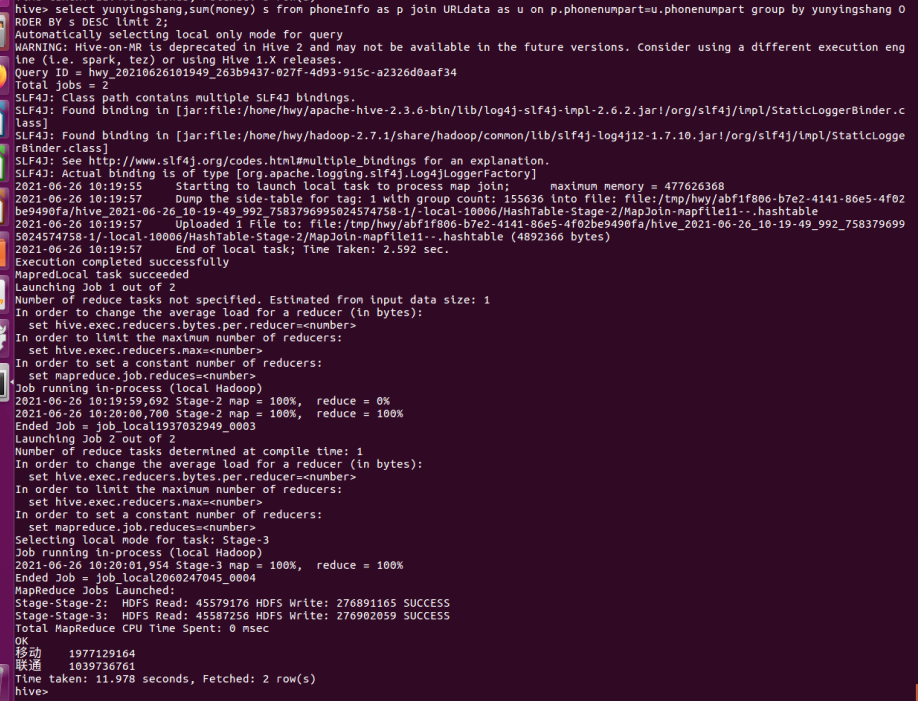 hive> select yunyingshang,sum(money) s from phoneInfo as p join URLdata as u on p.phonenumpart=u.phonenumpart group by yunyingshang O
RDER BY s DESC limit 2;
Automatically selecting local only mode for query
WARNING: Hive-on-MR is deprecated in Hive 2 and may not be available in the future versions. Consider using a different execution eng
ine (i.e. spark, tez) or using Hive 1.X releases.
Query ID = hwy_20210626101949_263b9437-027f-4d93-915c-a2326d0aaf34
Total jobs = 2
SLF4J: Class path contains multiple SLF4J bindings.
SLF4J: Found binding in [jar:file:/home/hwy/apache-hive-2.3.6-bin/lib/log4j-slf4j-impl-2.6.2.jar!/org/slf4j/impl/StaticLoggerBinder.c
lass]
SLF4J: Found binding in [jar:file:/home/hwy/hadoop-2.7.1/share/hadoop/common/lib/slf4j-log4j12-1.7.10.jar!/org/slf4j/impl/StaticLogge
rBinder.class]
SLF4J: See http://www.slf4j.org/codes.html#multiple_bindings for an explanation.
SLF4J: Actual binding is of type [org.apache.logging.slf4j.Log4jLoggerFactory]
2021-06-26 10:19:55 Starting to launch local task to process map join; maximum memory = 477626368
2021-06-26 10:19:57 Dump the side-table for tag: 1 with group count: 155636 into file: file:/tmp/hwy/abf1f806-b7e2-4141-86e5-4f02
be9490fa/hive_2021-06-26_10-19-49_992_7583796995024574758-1/-local-10006/HashTable-Stage-2/MapJoin-mapfile11--.hashtable
2021-06-26 10:19:57 Uploaded 1 File to: file:/tmp/hwy/abf1f806-b7e2-4141-86e5-4f02be9490fa/hive_2021-06-26_10-19-49_992_758379699
5024574758-1/-local-10006/HashTable-Stage-2/MapJoin-mapfile11--.hashtable (4892366 bytes)
2021-06-26 10:19:57 End of local task; Time Taken: 2.592 sec.
Execution completed successfully
MapredLocal task succeeded
Launching Job 1 out of 2
Number of reduce tasks not specified. Estimated from input data size: 1
In order to change the average load for a reducer (in bytes):
  set hive.exec.reducers.bytes.per.reducer=<number>
In order to limit the maximum number of reducers:
  set hive.exec.reducers.max=<number>
In order to set a constant number of reducers:
  set mapreduce.job.reduces=<number>
Job running in-process (local Hadoop)
2021-06-26 10:19:59,692 Stage-2 map = 100%, reduce = 0%
2021-06-26 10:20:00,700 Stage-2 map = 100%, reduce = 100%
Ended Job = job_local1937032949_0003
Launching Job 2 out of 2
Number of reduce tasks determined at compile time: 1
In order to change the average load for a reducer (in bytes):
  set hive.exec.reducers.bytes.per.reducer=<number>
In order to limit the maximum number of reducers:
  set hive.exec.reducers.max=<number>
In order to set a constant number of reducers:
  set mapreduce.job.reduces=<number>
Selecting local mode for task: Stage-3
Job running in-process (local Hadoop)
2021-06-26 10:20:01,954 Stage-3 map = 100%, reduce = 100%
Ended Job = job_local2060247045_0004
MapReduce Jobs Launched:
Stage-Stage-2: HDFS Read: 45579176 HDFS Write: 276891165 SUCCESS
Stage-Stage-3: HDFS Read: 45587256 HDFS Write: 276902059 SUCCESS
Total MapReduce CPU Time Spent: 0 msec
OK
移动 1977129164
联通 1039736761
Time taken: 11.978 seconds, Fetched: 2 row(s)
hive>